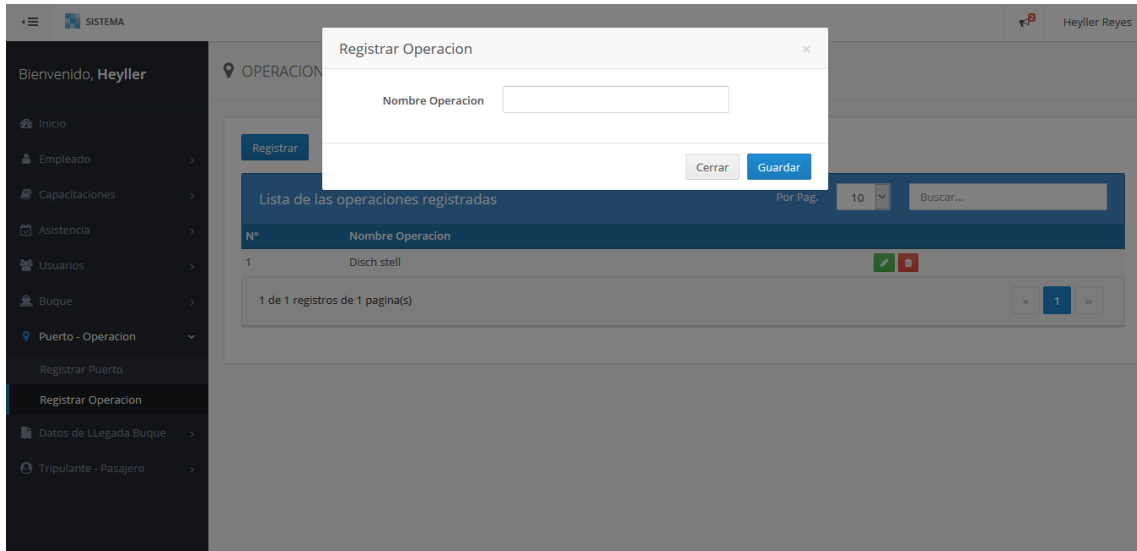 SISTEMA
2
Heyller Reyes
Bienvenido, Heyller
Inicio
Empleado
Capacitaciones
Asistencia
Usuarios
Buque
Puerto - Operacion
Registrar Puerto
Registrar Operacion
Datos de LLegada Buque
Tripulante - Pasajero
OPERACION
Registrar Operacion
×
Nombre Operacion
Cerrar
Guardar
Registrar
Lista de las operaciones registradas
Por Pag.
10
Buscar...
N° Nombre Operacion
1 Disch stell
1 de 1 registros de 1 pagina(s)
« 1 »